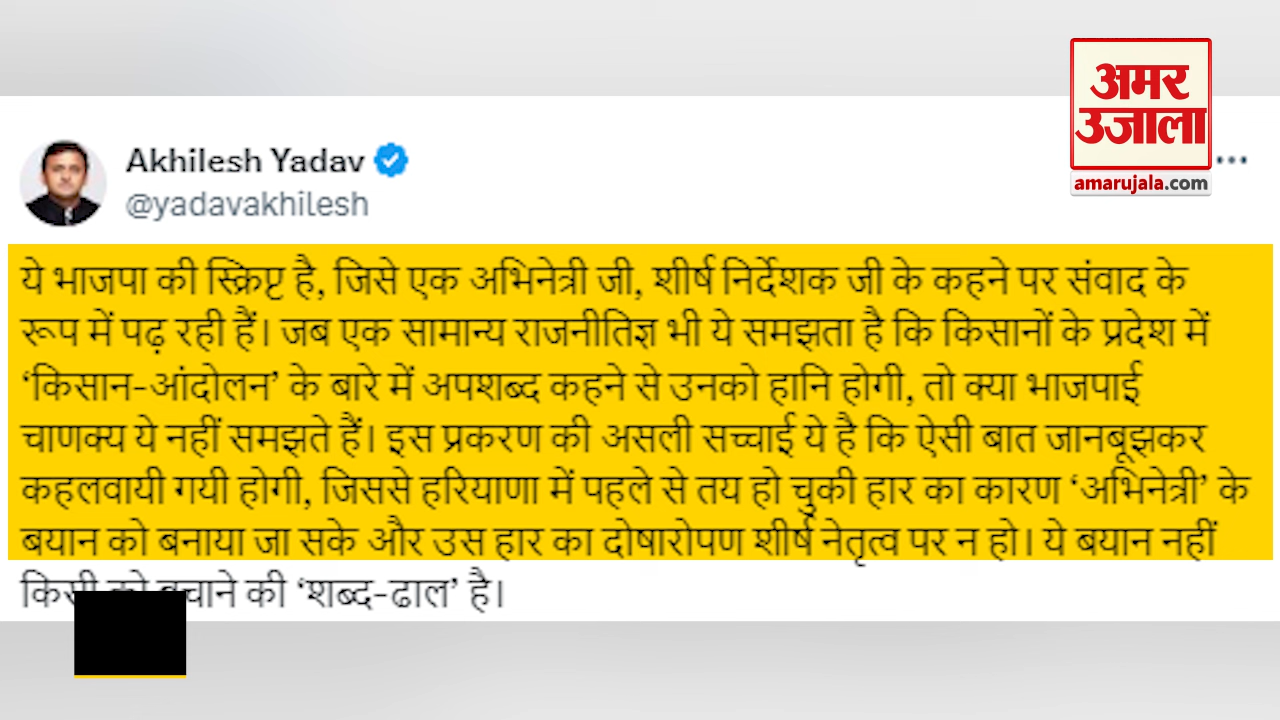 अमर
उजाला
amarujala.com
Akhilesh Yadav
@yadavakhilesh
ये भाजपा की स्क्रिप्ट है, जिसे एक अभिनेत्री जी, शीर्ष निर्देशक जी के कहने पर संवाद के
रूप में पढ़ रही हैं। जब एक सामान्य राजनीतिज्ञ भी ये समझता है कि किसानों के प्रदेश में
‘किसान-आंदोलन’ के बारे में अपशब्द कहने से उनको हानि होगी, तो क्या भाजपाई
चाणक्य ये नहीं समझते हैं। इस प्रकरण की असली सच्चाई ये है कि ऐसी बात जानबूझकर
कहलवायी गयी होगी, जिससे हरियाणा में पहले से तय हो चुकी हार का कारण ‘अभिनेत्री’ के
बयान को बनाया जा सके और उस हार का दोषारोपण शीर्ष नेतृत्व पर न हो। ये बयान नहीं
किसी को बचाने की ‘शब्द-ढाल’ है।